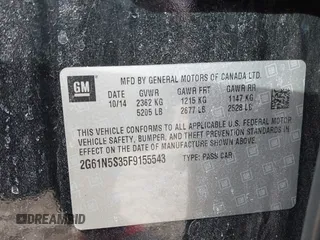 GM
MFD BY GENERAL MOTORS OF CANADA LTD.
DATE GVWR GAWR FRT GAWR RR
10/14 2362 KG 1215 KG 1147 KG
5205 LB 2677 LB 2528 LB
THIS VEHICLE CONFORMS TO ALL APPLICABLE U.S. FEDERAL MOTOR
VEHICLE SAFETY, BUMPER, AND THEFT PREVENTION STANDARDS
IN EFFECT ON THE DATE OF MANUFACTURE SHOWN ABOVE.
2G61N5S35F9155543 TYPE: PASS CAR
DREAMBID